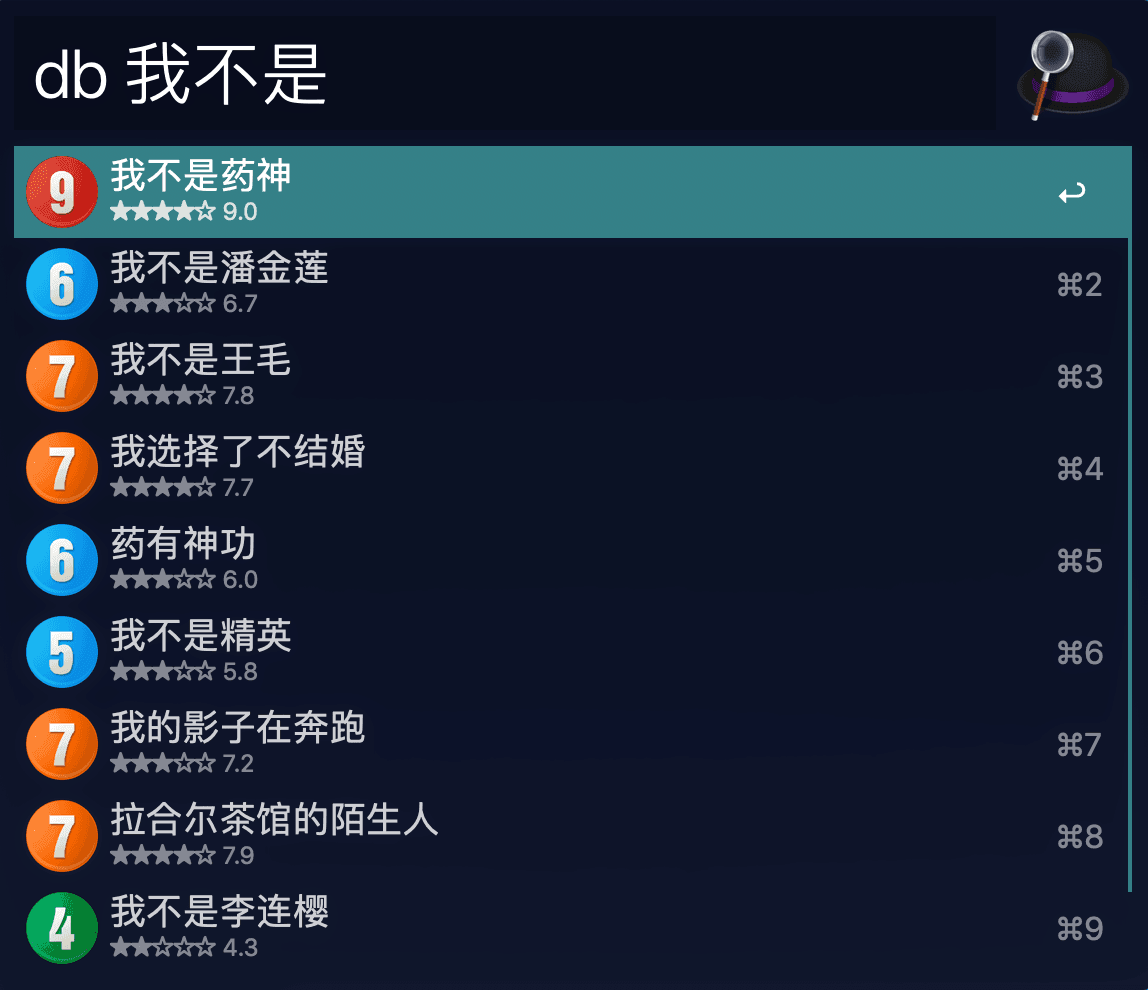 db 我不是
9 我不是药神 ↩
★★★★☆ 9.0
6 我不是潘金莲 ⌘2
★★★☆☆ 6.7
7 我不是王毛 ⌘3
★★★★☆ 7.8
7 我选择了不结婚 ⌘4
★★★★☆ 7.7
6 药有神功 ⌘5
★★★☆☆ 6.0
5 我不是精英 ⌘6
★★★☆☆ 5.8
7 我的影子在奔跑 ⌘7
★★★☆☆ 7.2
7 拉合尔茶馆的陌生人 ⌘8
★★★★☆ 7.9
4 我不是李连樱 ⌘9
★★☆☆☆ 4.3